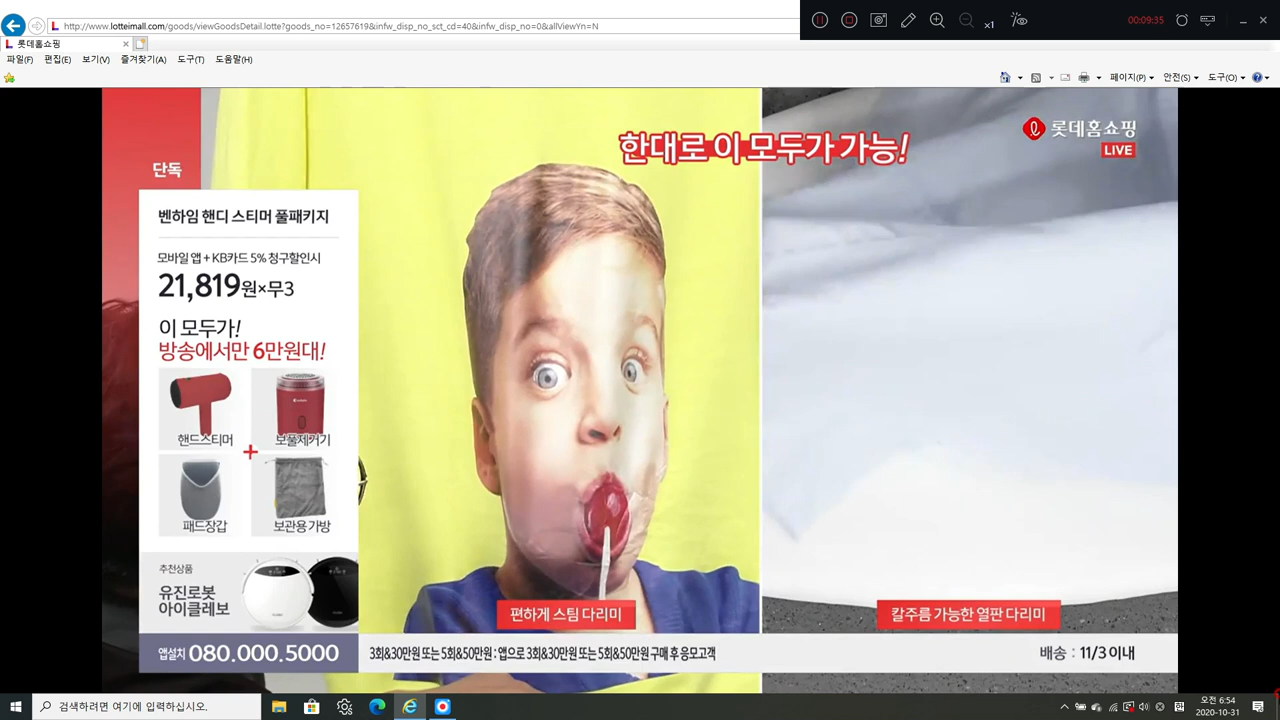 http://www.lotteimall.com/goods/viewGoodsDetail.lotte?goods_no=12657619&infw_disp_no_sct_cd=40&infw_disp_no=0&allViewYn=N
x1
00:09:35
롯데홈쇼핑
파일(F) 편집(E) 보기(V) 즐겨찾기(A) 도구(T) 도움말(H)
페이지(P) 안전(S) 도구(O)
단독
한대로 이 모두가 가능!
롯데홈쇼핑
LIVE
벤하임 핸디 스티머 풀패키지
모바일 앱 + KB카드 5% 청구할인시
21,819원×무3
이 모두가!
방송에서만 6만원대!
핸드스티머
보풀제거기
+
패드장갑
보관용 가방
추천상품
유진로봇
아이클레보
편하게 스팀 다리미
칼주름 가능한 열판 다리미
앱설치 080.000.5000
3회&30만원 또는 5회&50만원 : 앱으로 3회&30만원 또는 5회&50만원 구매 후 응모고객
배송 : 11/3 이내
검색하려면 여기에 입력하십시오.
오전 6:54
2020-10-31